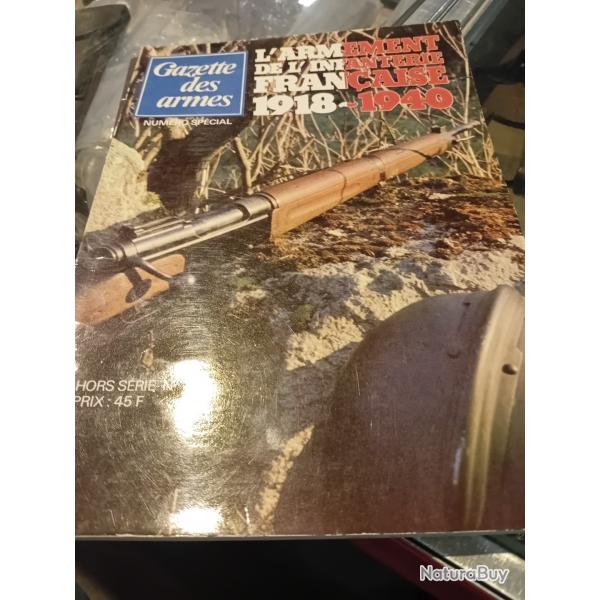 Gazette
des
armes
NUMÉRO SPÉCIAL
L'ARMEMENT
DE L'INFANTERIE
FRANÇAISE
1918-1940
HORS SÉRIE N
PRIX : 45 F
NaturaBuy